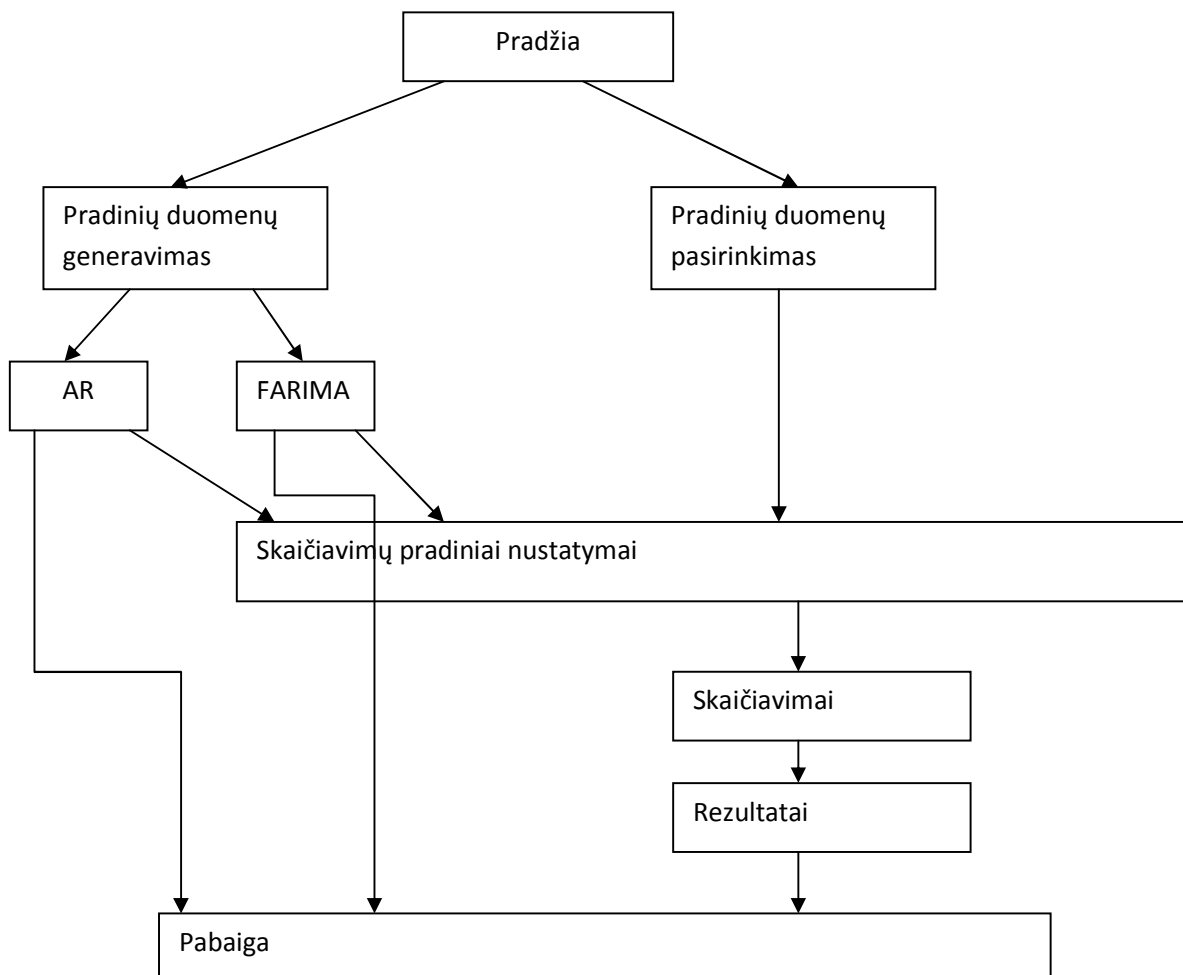 Pradžia
Pradinių duomenų
generavimas
Pradinių duomenų
pasirinkimas
AR
FARIMA
Skaičiavimų pradiniai nustatymai
Skaičiavimai
Rezultatai
Pabaiga